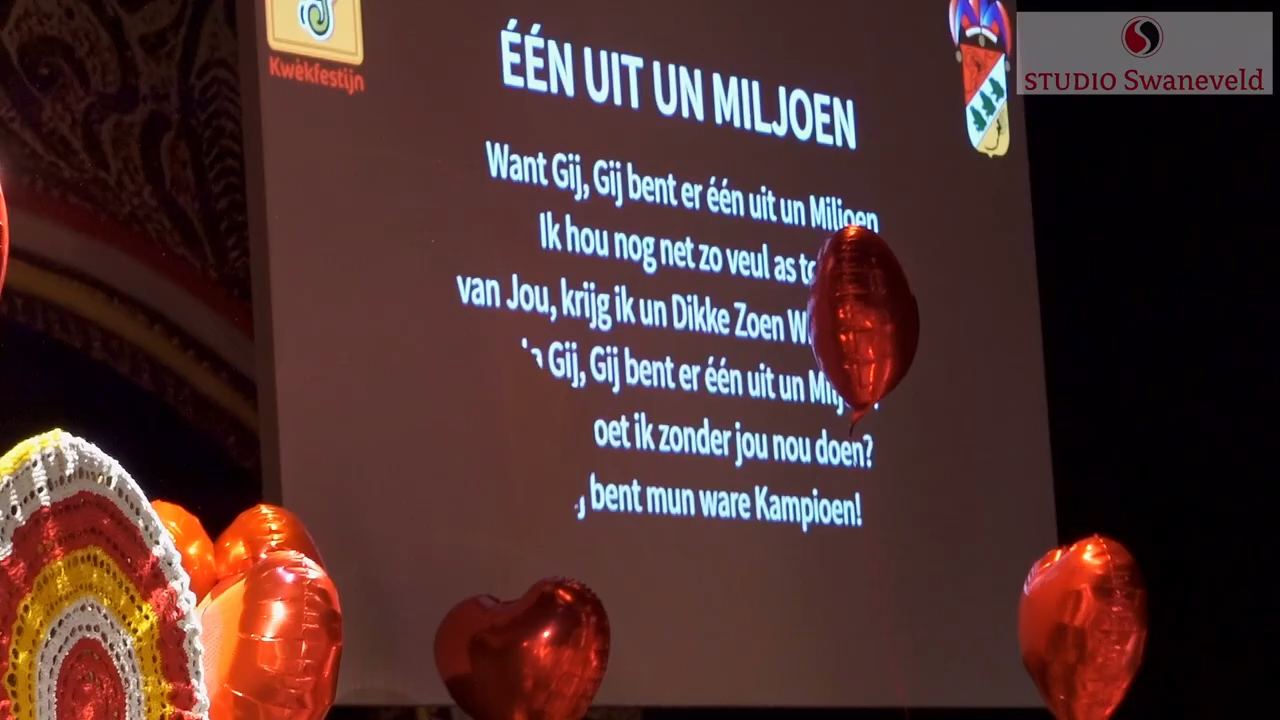 Kwèkfestijn
STUDIO Swaneveld
ÉÉN UIT UN MILJOEN
Want Gij, Gij bent er één uit un Miljoen
Ik hou nog net zo veul as
van Jou, krijg ik un Dikke Zoen
Gij, Gij bent er één uit un
ik zonder jou nou doen?
bent mun ware Kampioen!